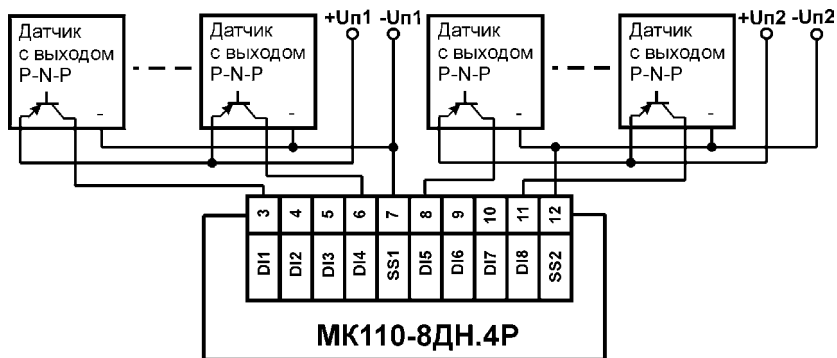 +Uп1 -Uп1 +Uп2 -Uп2
Датчик Датчик Датчик Датчик
с выходом с выходом с выходом с выходом
P-N-P P-N-P P-N-P P-N-P
- - - -
3 4 5 6 7 8 9 10 11 12
DI1 DI2 DI3 DI4 SS1 DI5 DI6 DI7 DI8 SS2
МК110-8ДН.4Р